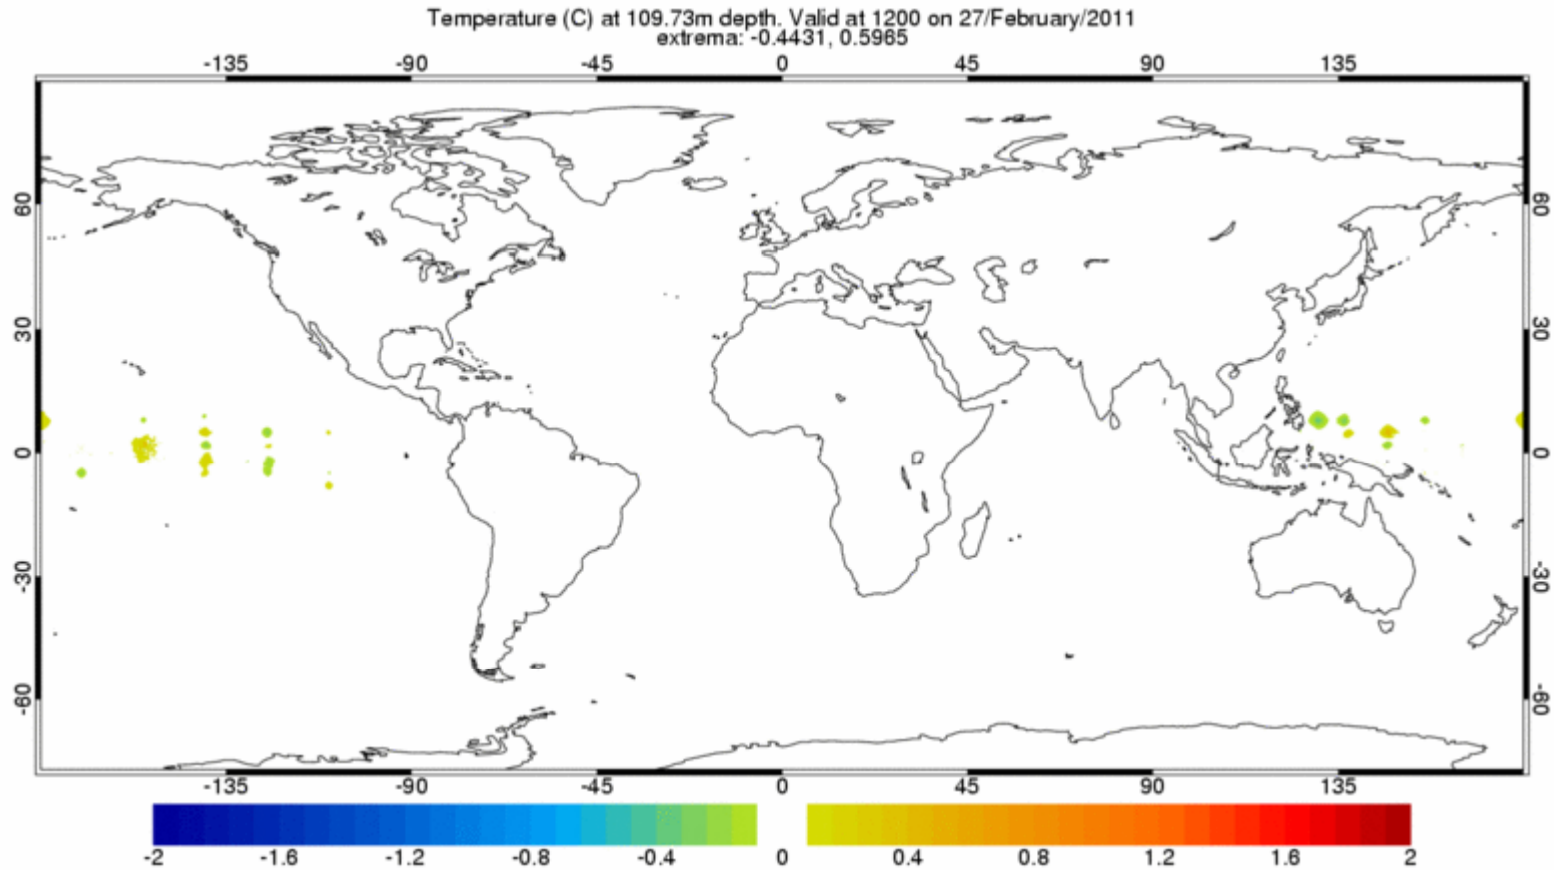 Temperature (C) at 109.73m depth. Valid at 1200 on 27/February/2011
extrema: -0.4431, 0.5965
-135 -90 -45 0 45 90 135
60 60
30 30
0 0
-30 -30
-60 -60
-135 -90 -45 0 45 90 135
-2 -1.6 -1.2 -0.8 -0.4 0 0.4 0.8 1.2 1.6 2